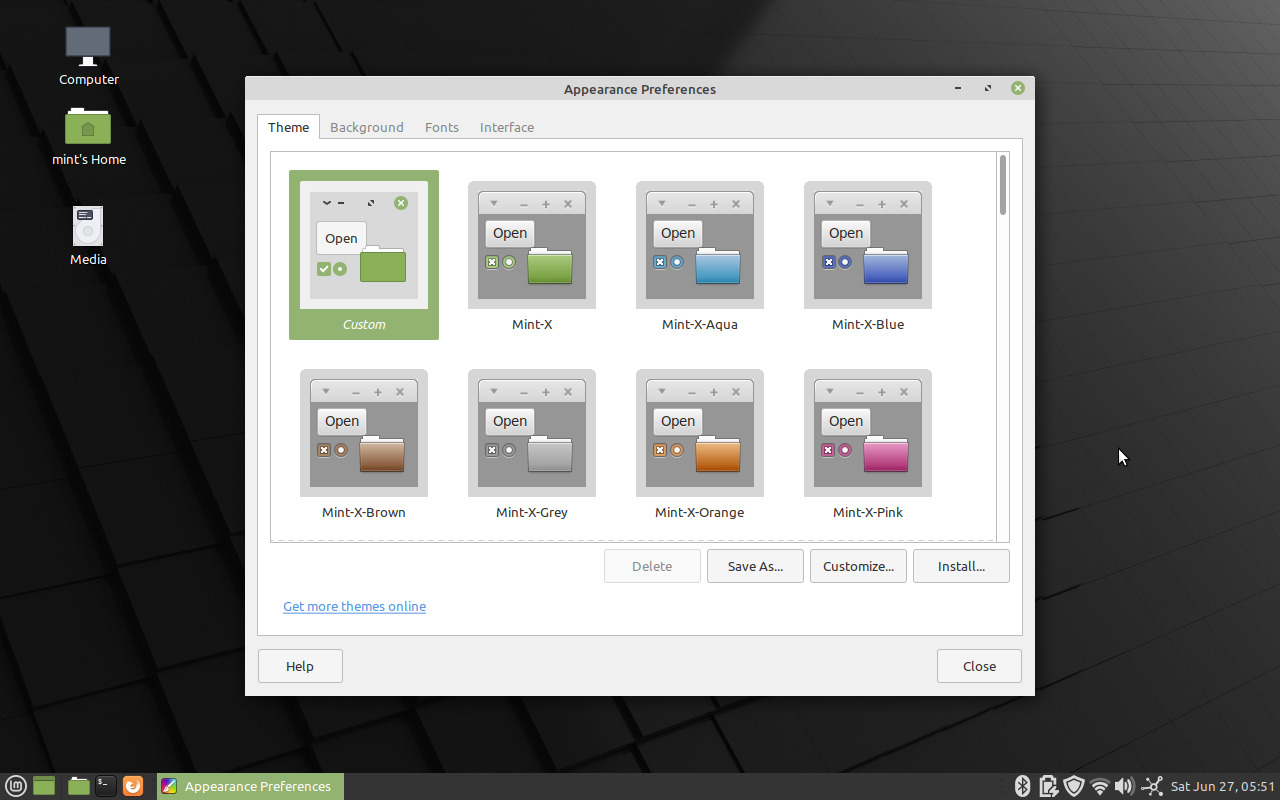 Computer
mint's Home
Media
Appearance Preferences
Theme Background Fonts Interface
Open Open Open Open
Custom Mint-X Mint-X-Aqua Mint-X-Blue
Open Open Open Open
Mint-X-Brown Mint-X-Grey Mint-X-Orange Mint-X-Pink
Delete Save As... Customize... Install...
Get more themes online
Help Close
Appearance Preferences Sat Jun 27, 05:51